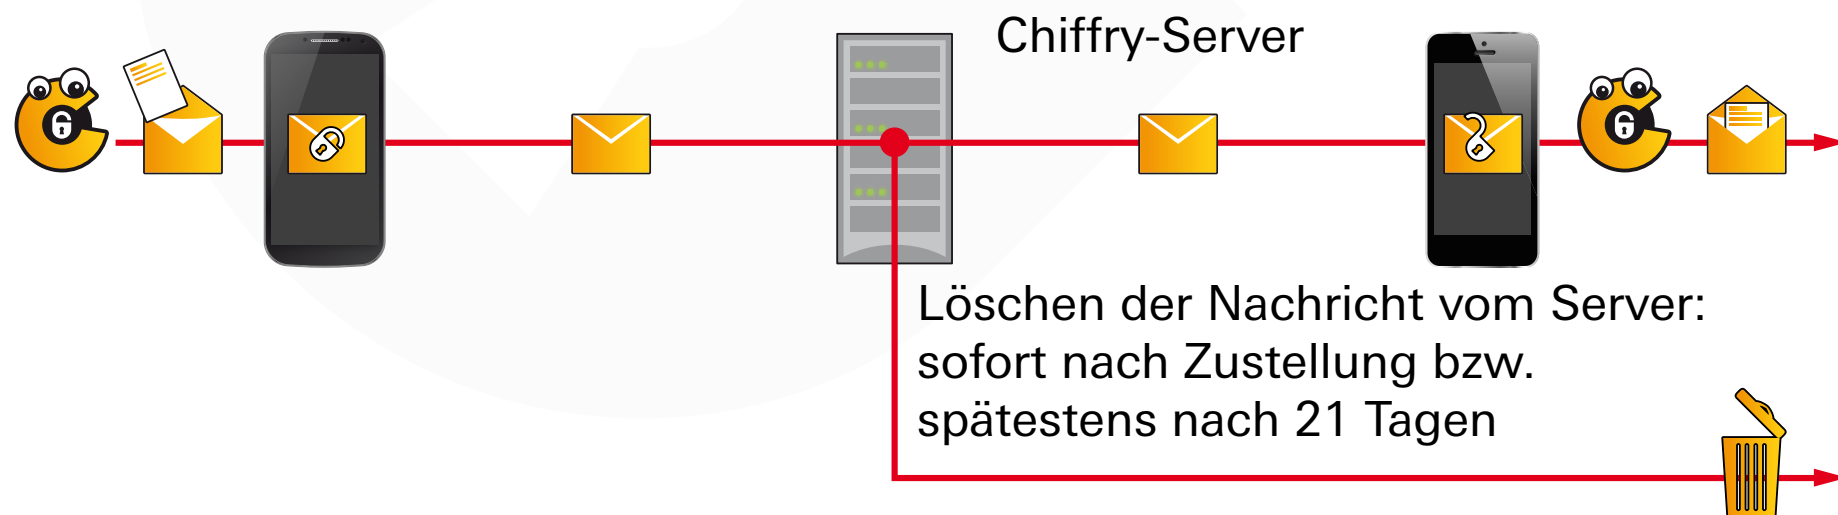 Chiffry-Server
Löschen der Nachricht vom Server:
sofort nach Zustellung bzw.
spätestens nach 21 Tagen